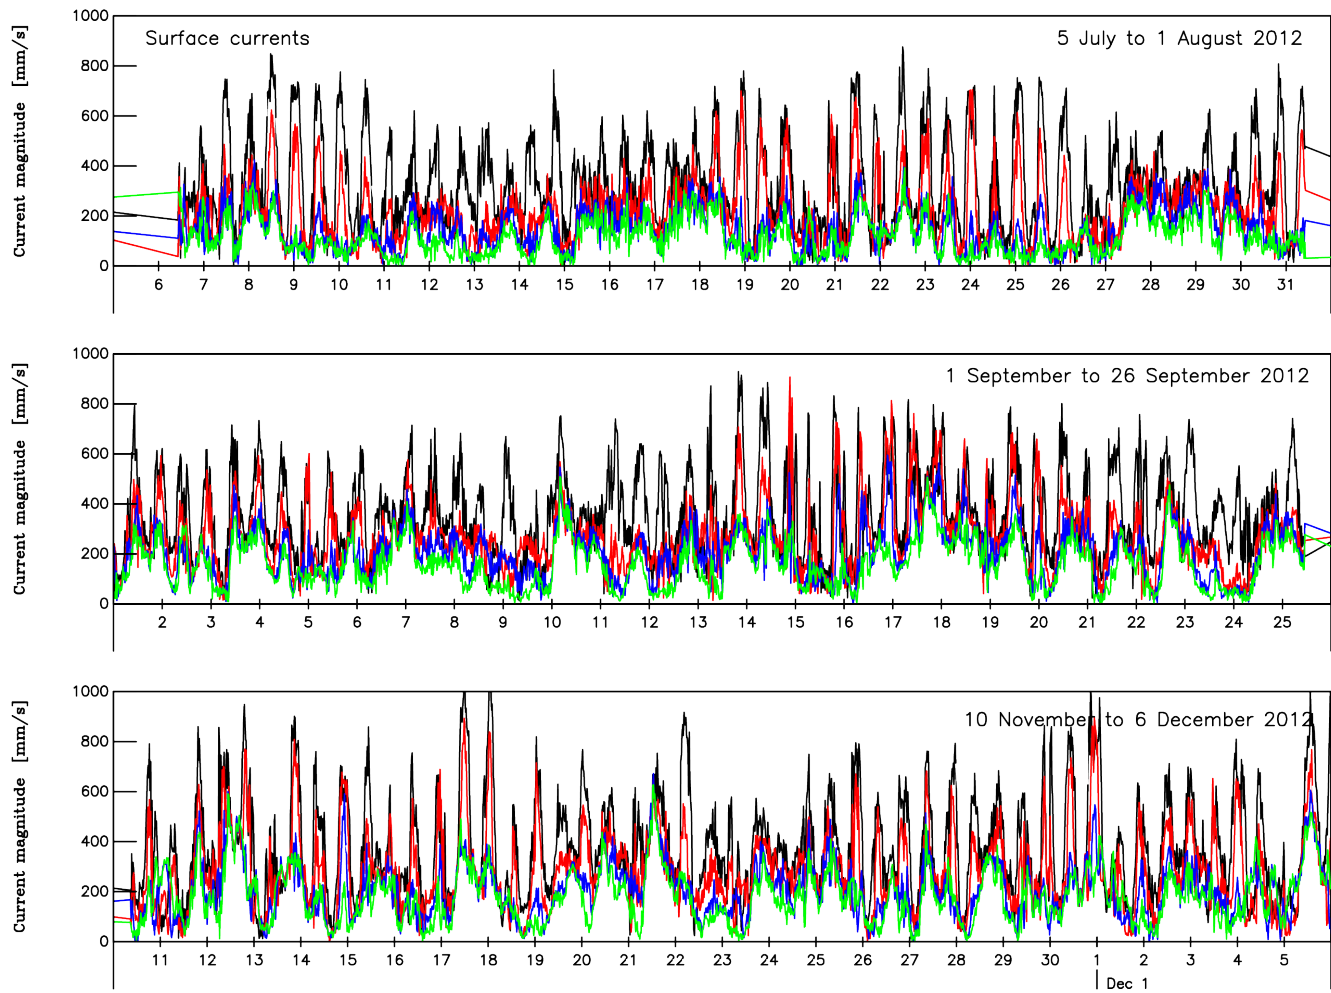 1000
800
600
400
200
0
Current magnitude [mm/s]
Surface currents
5 July to 1 August 2012
6 7 8 9 10 11 12 13 14 15 16 17 18 19 20 21 22 23 24 25 26 27 28 29 30 31
1000
800
600
400
200
0
Current magnitude [mm/s]
1 September to 26 September 2012
2 3 4 5 6 7 8 9 10 11 12 13 14 15 16 17 18 19 20 21 22 23 24 25
1000
800
600
400
200
0
Current magnitude [mm/s]
10 November to 6 December 2012
11 12 13 14 15 16 17 18 19 20 21 22 23 24 25 26 27 28 29 30 1 2 3 4 5
Dec 1